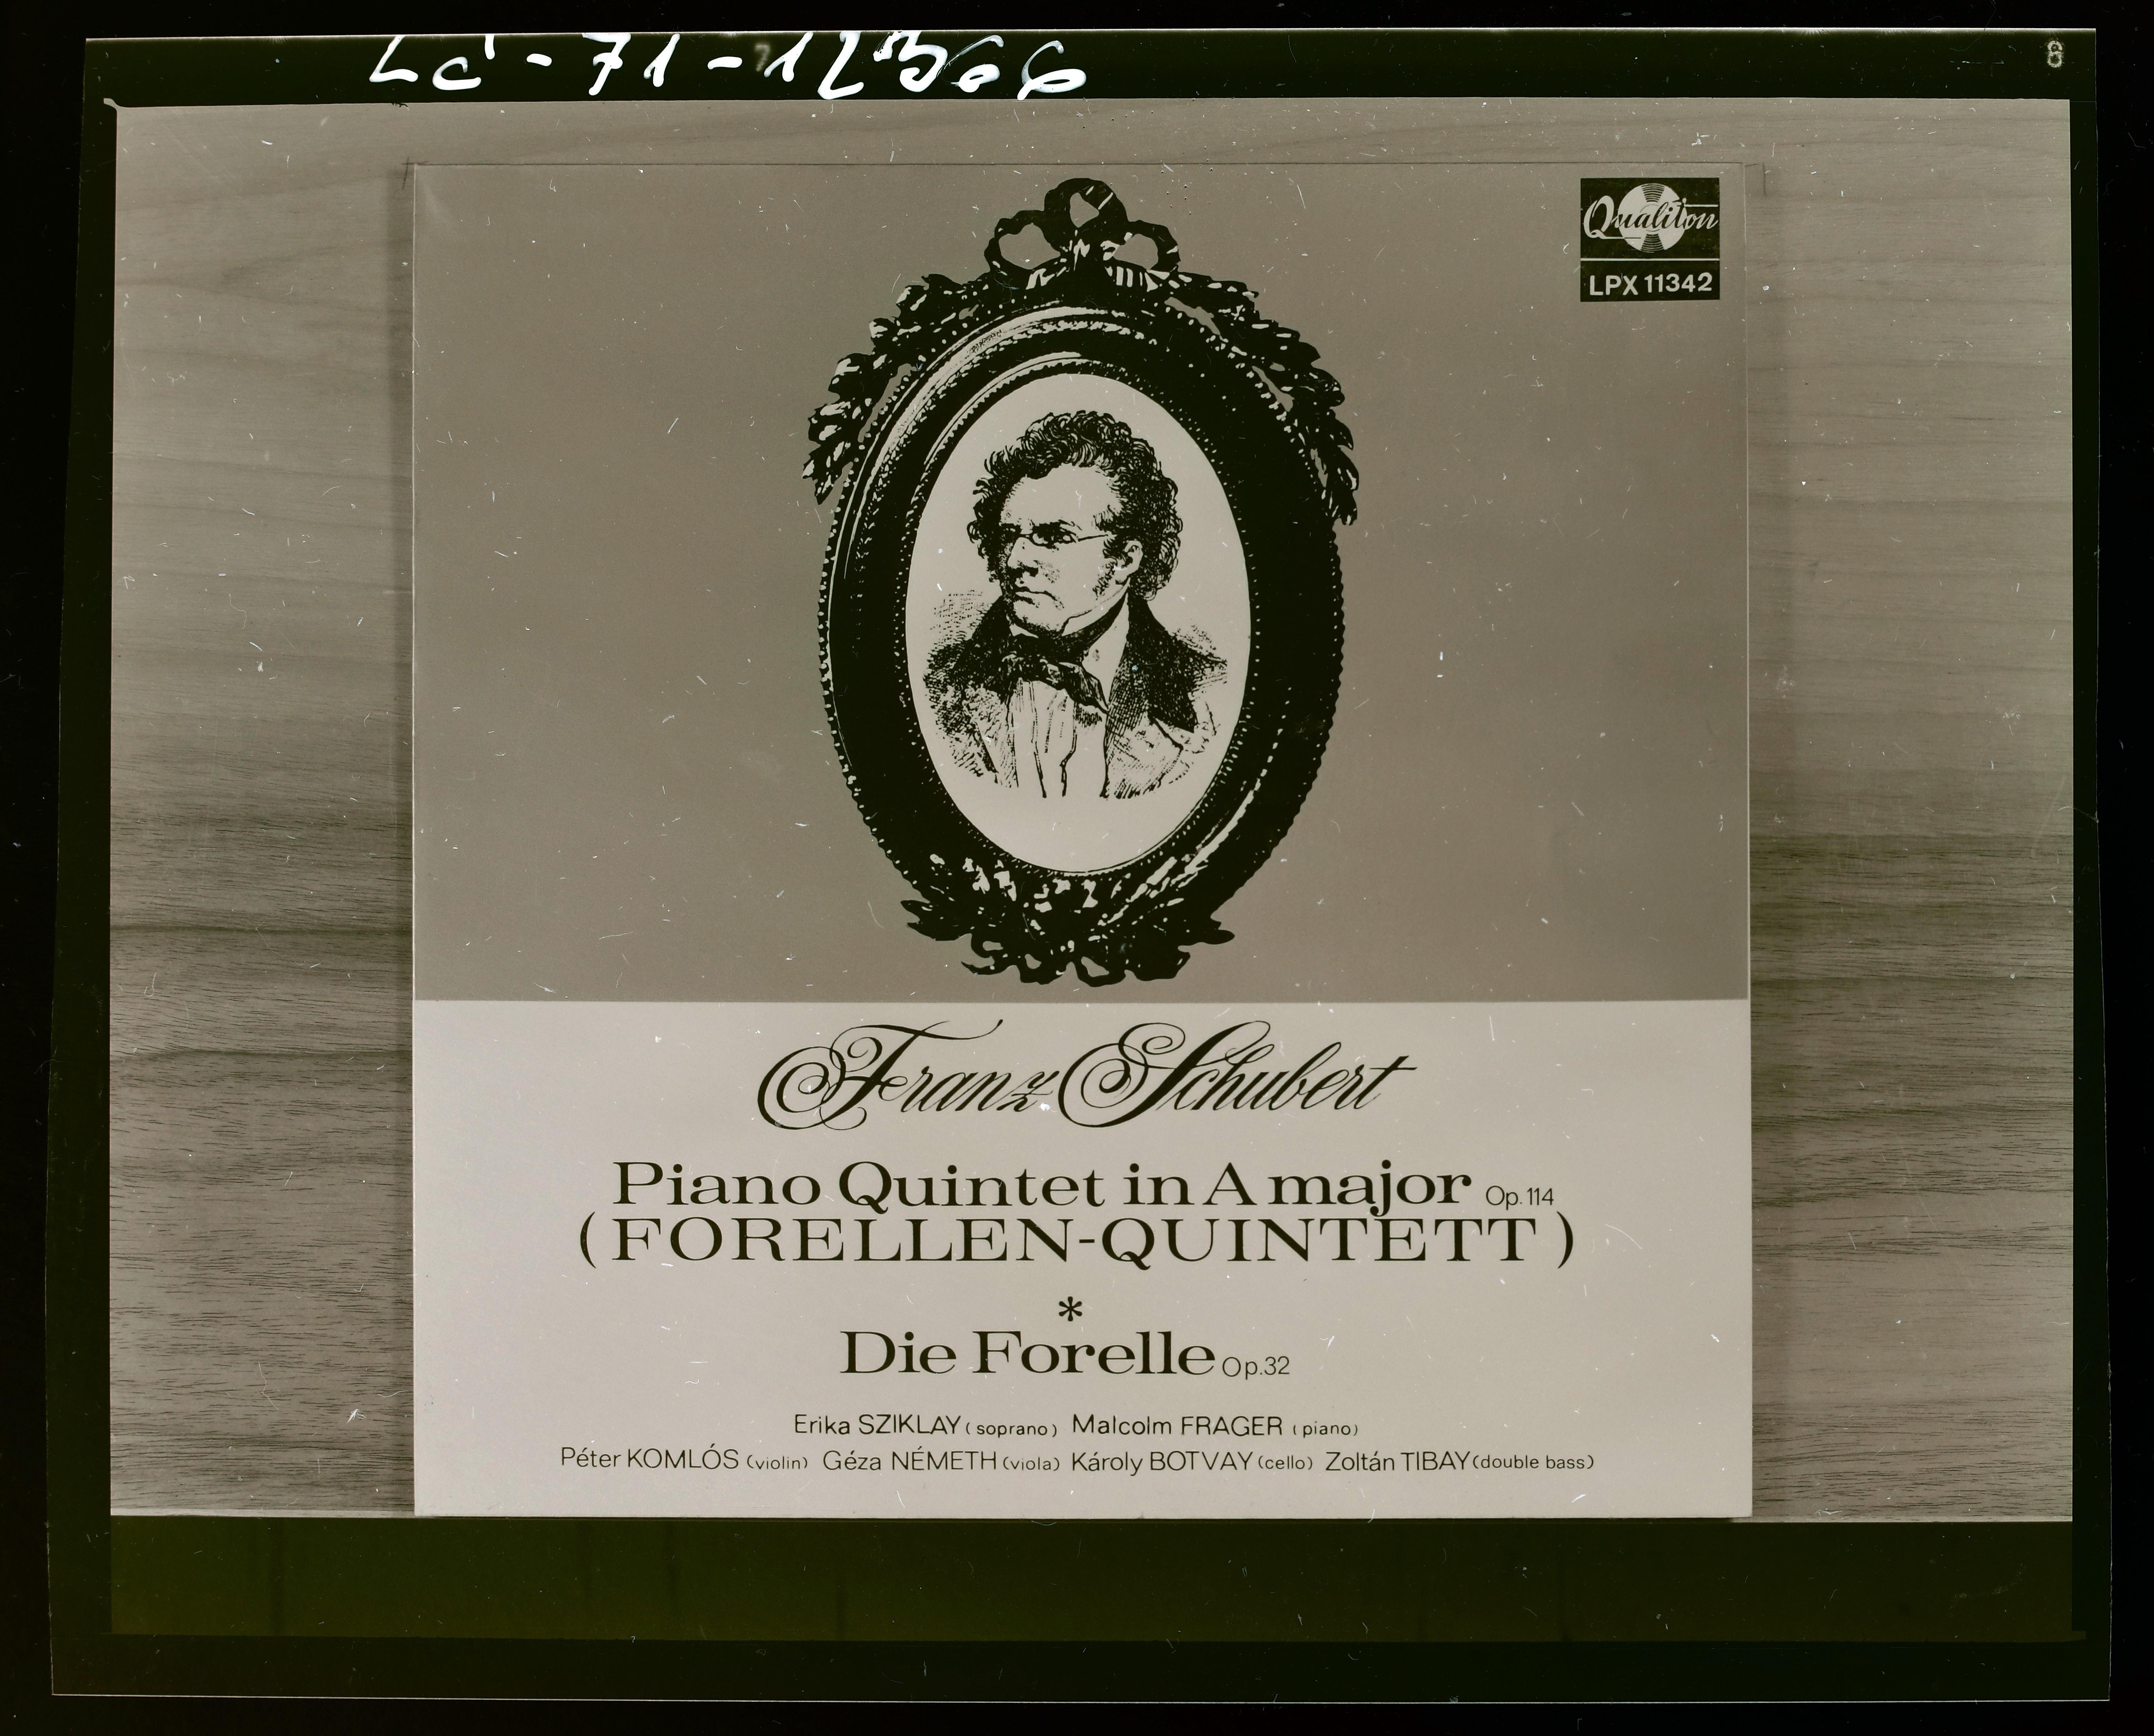 8
Qualiton
LPX 11342
Franz Schubert
Piano Quintet in A major Op. 114
(FORELLEN-QUINTETT)
*
Die Forelle Op. 32
Erika SZIKLAY (soprano) Malcolm FRAGER (piano)
Péter KOMLÓS (violin) Géza NÉMETH (viola) Károly BOTVAY (cello) Zoltán TIBAY (double bass)